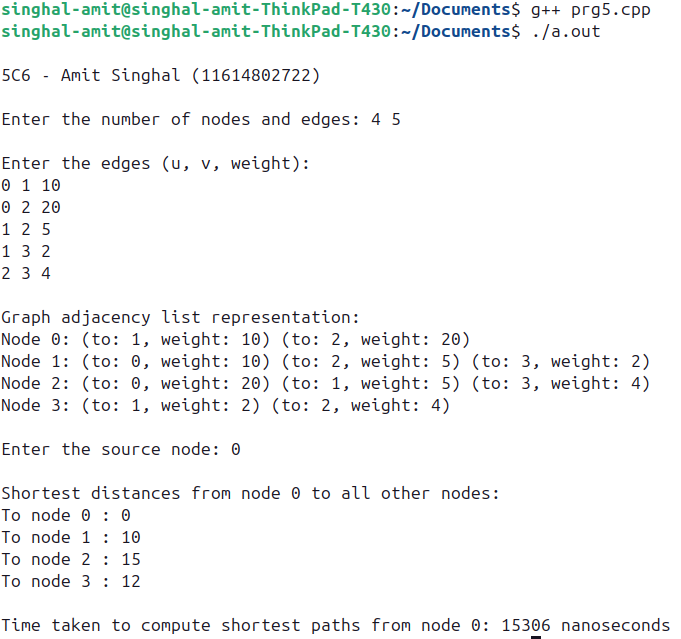 singhal-amit@singhal-amit-ThinkPad-T430:~/Documents$ g++ prg5.cpp
singhal-amit@singhal-amit-ThinkPad-T430:~/Documents$ ./a.out
5C6 - Amit Singhal (11614802722)
Enter the number of nodes and edges: 4 5
Enter the edges (u, v, weight):
0 1 10
0 2 20
1 2 5
1 3 2
2 3 4
Graph adjacency list representation:
Node 0: (to: 1, weight: 10) (to: 2, weight: 20)
Node 1: (to: 0, weight: 10) (to: 2, weight: 5) (to: 3, weight: 2)
Node 2: (to: 0, weight: 20) (to: 1, weight: 5) (to: 3, weight: 4)
Node 3: (to: 1, weight: 2) (to: 2, weight: 4)
Enter the source node: 0
Shortest distances from node 0 to all other nodes:
To node 0 : 0
To node 1 : 10
To node 2 : 15
To node 3 : 12
Time taken to compute shortest paths from node 0: 15306 nanoseconds